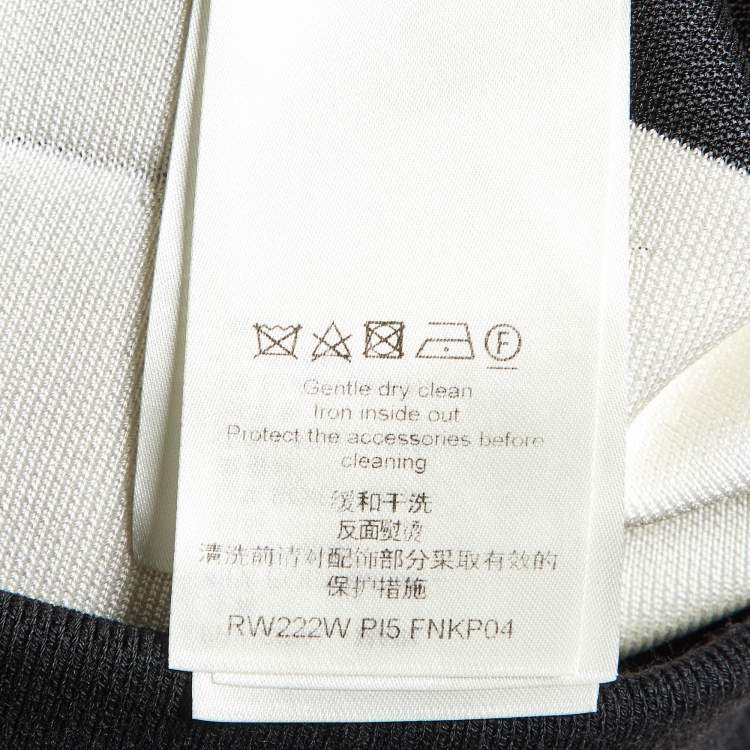 F
Gentle dry clean
Iron inside out
Protect the accessories before
cleaning
缓和干洗
反面熨烫
清洗前请对配饰部分采取有效的
保护措施
RW222W PI5 FNKP04